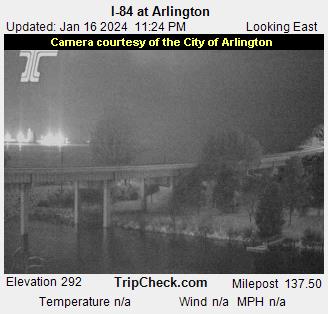 I-84 at Arlington
Updated: Jan 16 2024 11:24 PM Looking East
Camera courtesy of the City of Arlington
Elevation 292 TripCheck.com Milepost 137.50
Temperature n/a Wind n/a MPH n/a